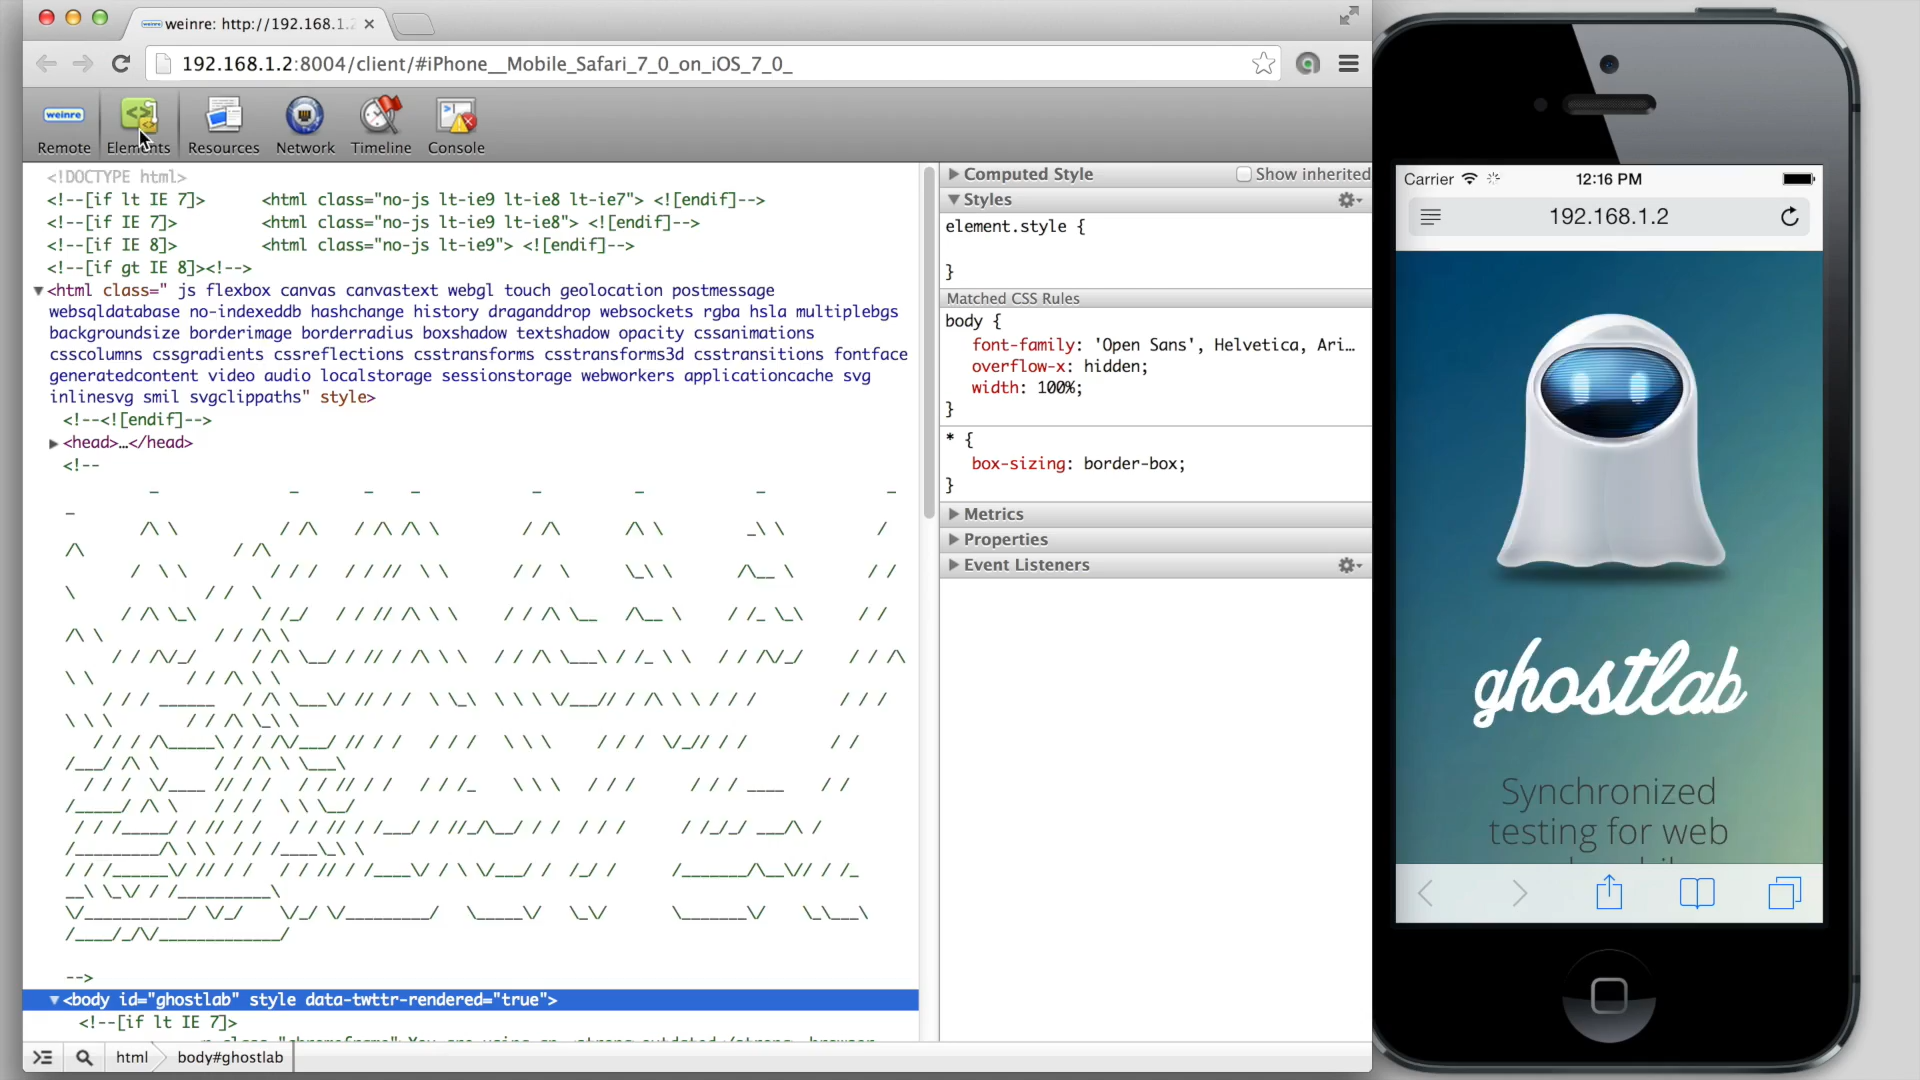 weinre: http://192.168.1.2
192.168.1.2:8004/client/#iPhone__Mobile_Safari_7_0_on_iOS_7_0_
weinre
Remote
Elements
Resources
Network
Timeline
Console
<!DOCTYPE html>
<!--[if lt IE 7]>      <html class="no-js lt-ie9 lt-ie8 lt-ie7"> <![endif]-->
<!--[if IE 7]>         <html class="no-js lt-ie9 lt-ie8"> <![endif]-->
<!--[if IE 8]>         <html class="no-js lt-ie9"> <![endif]-->
<!--[if gt IE 8]><!-->
<html class=" js flexbox canvas canvastext webgl touch geolocation postmessage
websqldatabase no-indexeddb hashchange history draganddrop websockets rgba hsla multiplebgs
backgroundsize borderimage borderradius boxshadow textshadow opacity cssanimations
csscolumns cssgradients cssreflections csstransforms csstransforms3d csstransitions fontface
generatedcontent video audio localstorage sessionstorage webworkers applicationcache svg
inlinesvg smil svgclippaths" style>
<!--<![endif]-->
<head>…</head>
<!--
-->
<body id="ghostlab" style data-twttr-rendered="true">
<!--[if lt IE 7]>
html
body#ghostlab
Computed Style
Show inherited
Styles
element.style {
}
Matched CSS Rules
body {
font-family: 'Open Sans', Helvetica, Ari…
overflow-x: hidden;
width: 100%;
}
* {
box-sizing: border-box;
}
Metrics
Properties
Event Listeners
Carrier
12:16 PM
192.168.1.2
ghostlab
Synchronized
testing for web